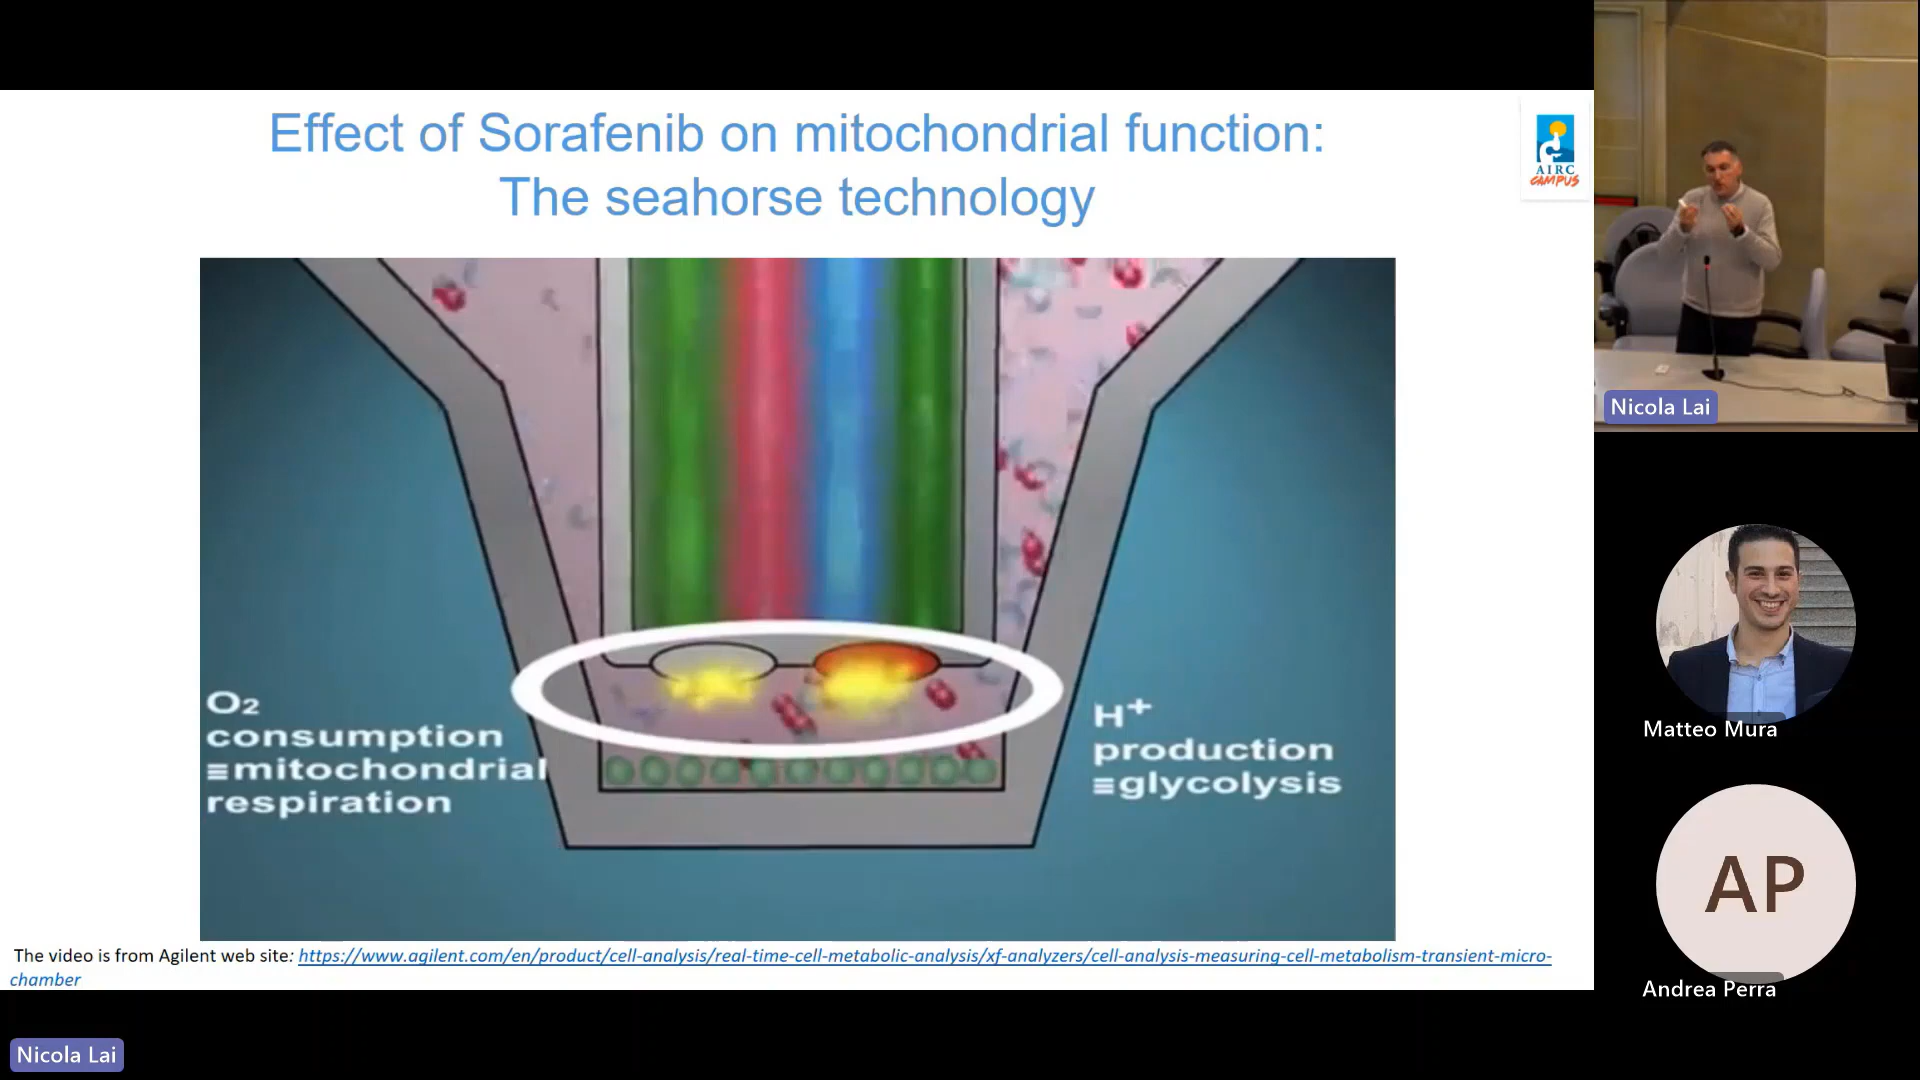 Effect of Sorafenib on mitochondrial function:
The seahorse technology
AIRC
CAMPUS
O₂
consumption
≡mitochondrial
respiration
H⁺
production
≡glycolysis
The video is from Agilent web site: https://www.agilent.com/en/product/cell-analysis/real-time-cell-metabolic-analysis/xf-analyzers/cell-analysis-measuring-cell-metabolism-transient-micro-
chamber
Nicola Lai
Nicola Lai
Matteo Mura
AP
Andrea Perra